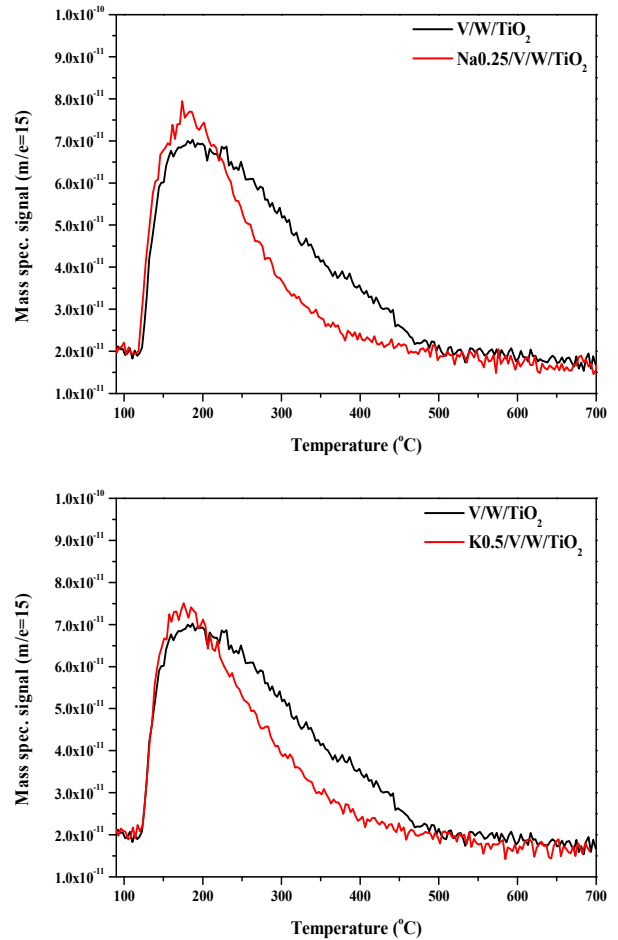 V/W/TiO₂
Na0.25/V/W/TiO₂
1.0x10⁻¹⁰
9.0x10⁻¹¹
8.0x10⁻¹¹
7.0x10⁻¹¹
6.0x10⁻¹¹
5.0x10⁻¹¹
4.0x10⁻¹¹
3.0x10⁻¹¹
2.0x10⁻¹¹
1.0x10⁻¹¹
Mass spec. signal (m/c=15)
100 200 300 400 500 600 700
Temperature (°C)
V/W/TiO₂
K0.5/V/W/TiO₂
1.0x10⁻¹⁰
9.0x10⁻¹¹
8.0x10⁻¹¹
7.0x10⁻¹¹
6.0x10⁻¹¹
5.0x10⁻¹¹
4.0x10⁻¹¹
3.0x10⁻¹¹
2.0x10⁻¹¹
1.0x10⁻¹¹
Mass spec. signal (m/c=15)
100 200 300 400 500 600 700
Temperature (°C)